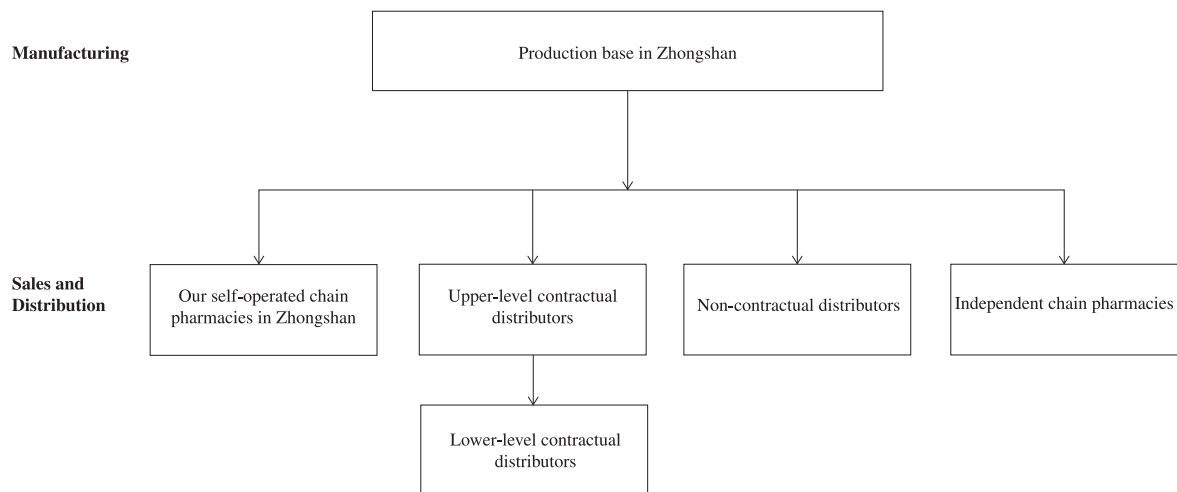 Manufacturing
Production base in Zhongshan
Sales and
Distribution
Our self-operated chain
pharmacies in Zhongshan
Upper-level contractual
distributors
Non-contractual distributors
Independent chain pharmacies
Lower-level contractual
distributors